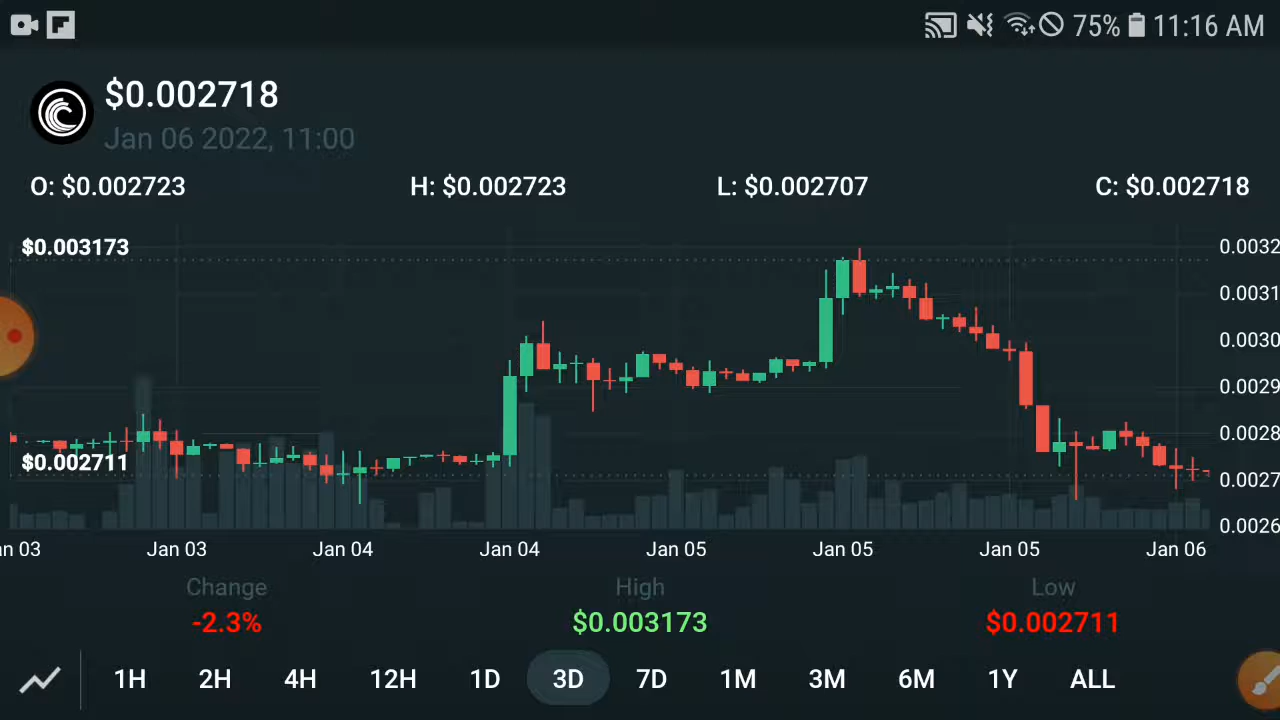 75% 11:16 AM
$0.002718
Jan 06 2022, 11:00
O: $0.002723 H: $0.002723 L: $0.002707 C: $0.002718
$0.003173
0.0032
0.0031
0.0030
0.0029
0.0028
$0.002711
0.0027
0.0026
an 03 Jan 03 Jan 04 Jan 04 Jan 05 Jan 05 Jan 05 Jan 06
Change High Low
-2.3% $0.003173 $0.002711
1H 2H 4H 12H 1D 3D 7D 1M 3M 6M 1Y ALL